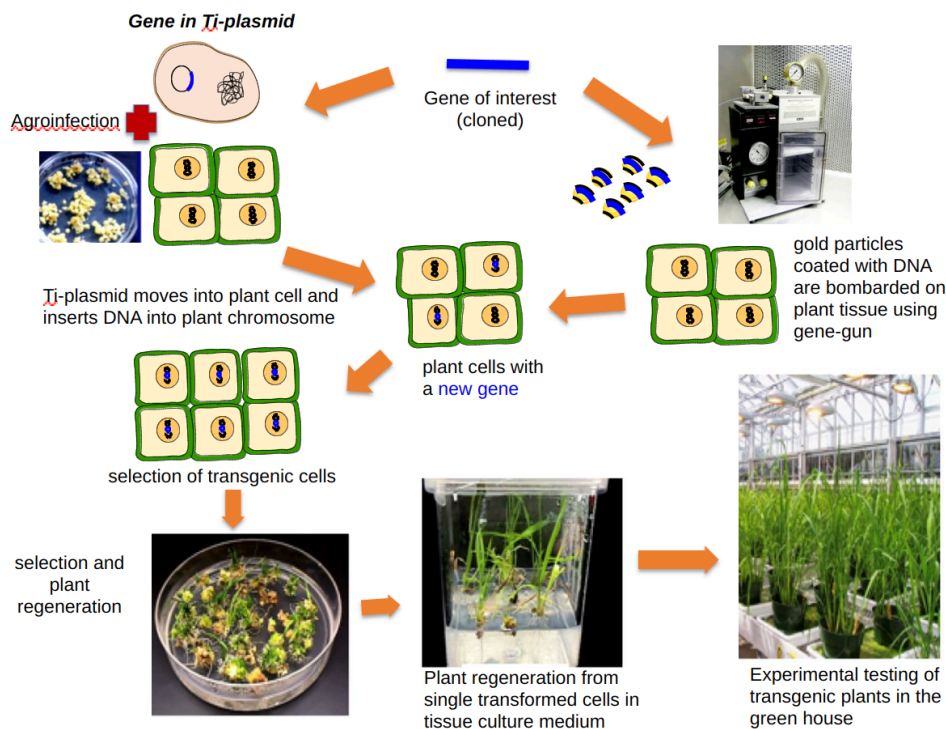 Gene in Ti-plasmid
Gene of interest
(cloned)
Agroinfection
gold particles
coated with DNA
are bombarded on
plant tissue using
gene-gun
Ti-plasmid moves into plant cell and
inserts DNA into plant chromosome
plant cells with
a new gene
selection of transgenic cells
selection and
plant
regeneration
Plant regeneration from
single transformed cells in
tissue culture medium
Experimental testing of
transgenic plants in the
green house